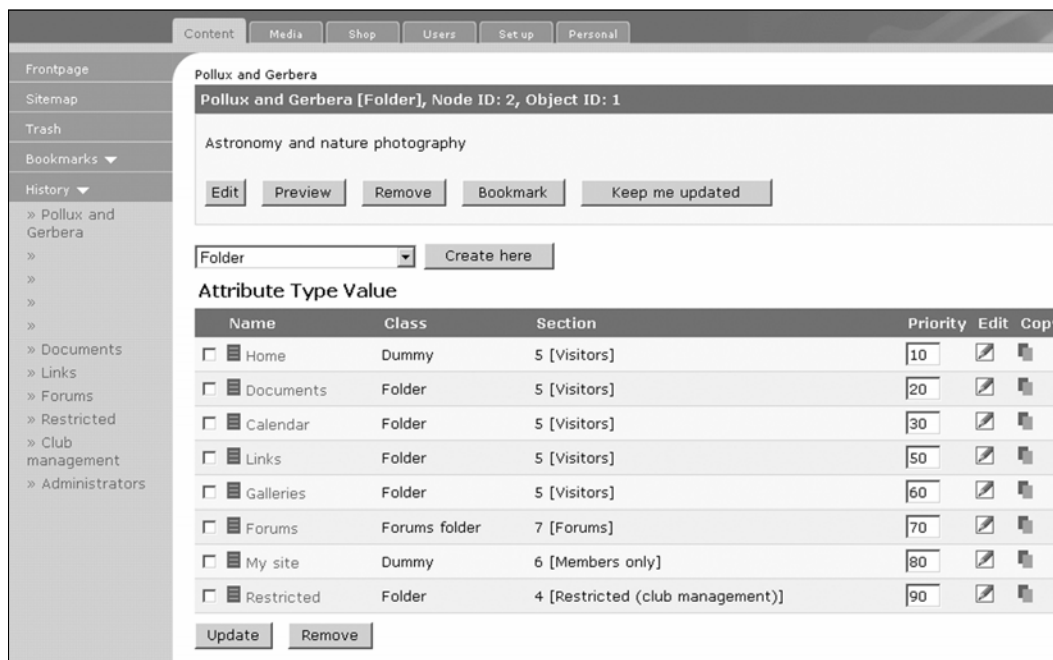 Content Media Shop Users Set up Personal
Frontpage
Sitemap
Trash
Bookmarks
History
» Pollux and
Gerbera
»
»
»
»
» Documents
» Links
» Forums
» Restricted
» Club
management
» Administrators
Pollux and Gerbera
Pollux and Gerbera [Folder], Node ID: 2, Object ID: 1
Astronomy and nature photography
Edit Preview Remove Bookmark Keep me updated
Folder Create here
Attribute Type Value
Name Class Section Priority Edit Cop
Home Dummy 5 [Visitors] 10
Documents Folder 5 [Visitors] 20
Calendar Folder 5 [Visitors] 30
Links Folder 5 [Visitors] 50
Galleries Folder 5 [Visitors] 60
Forums Forums folder 7 [Forums] 70
My site Dummy 6 [Members only] 80
Restricted Folder 4 [Restricted (club management)] 90
Update Remove